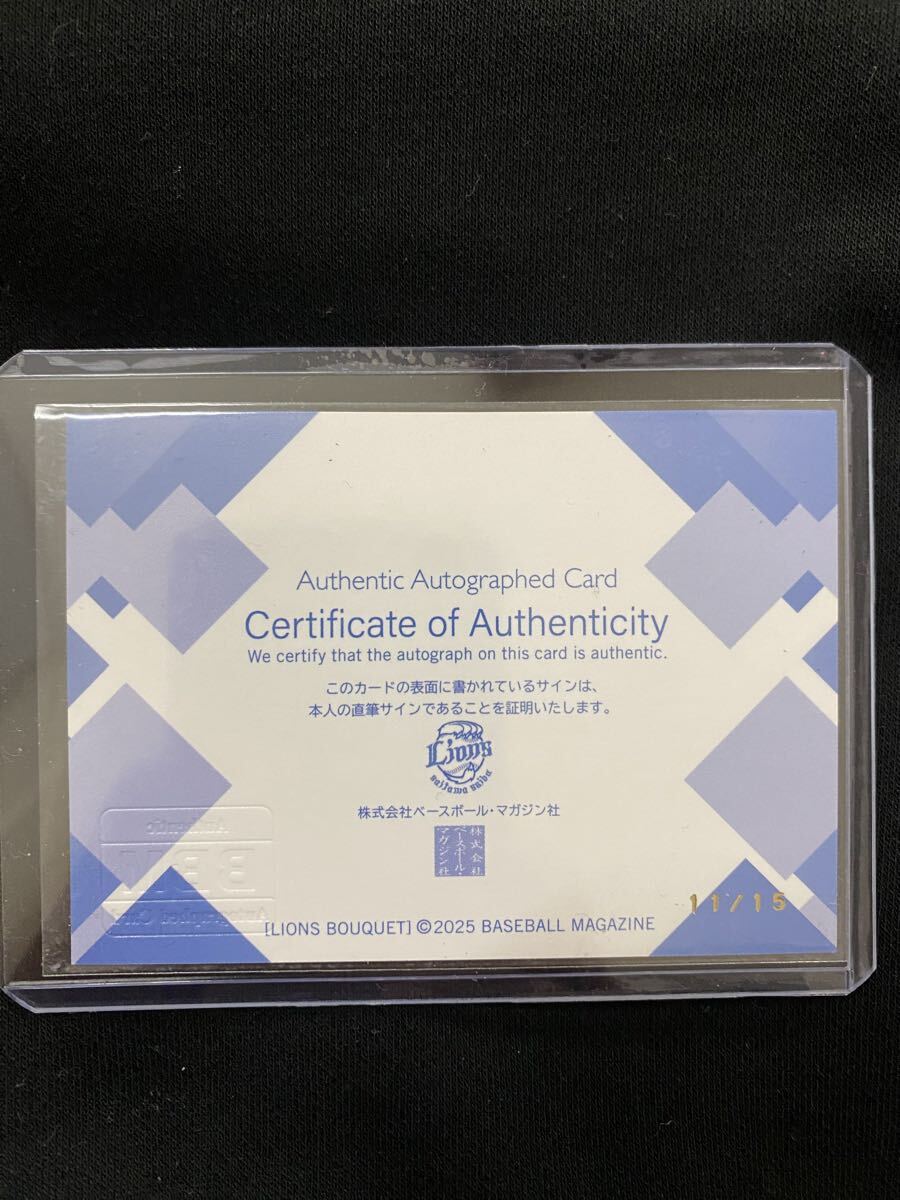 Authentic Autographed Card
Certificate of Authenticity
We certify that the autograph on this card is authentic.
このカードの表面に書かれているサインは、
本人の直筆サインであることを証明いたします。
Lions
saitama seibu
株式会社ベースボール・マガジン社
株式会社
ベースボール・
マガジン社
Authentic
BBM
Autographed Card
11/15
[LIONS BOUQUET] ©2025 BASEBALL MAGAZINE